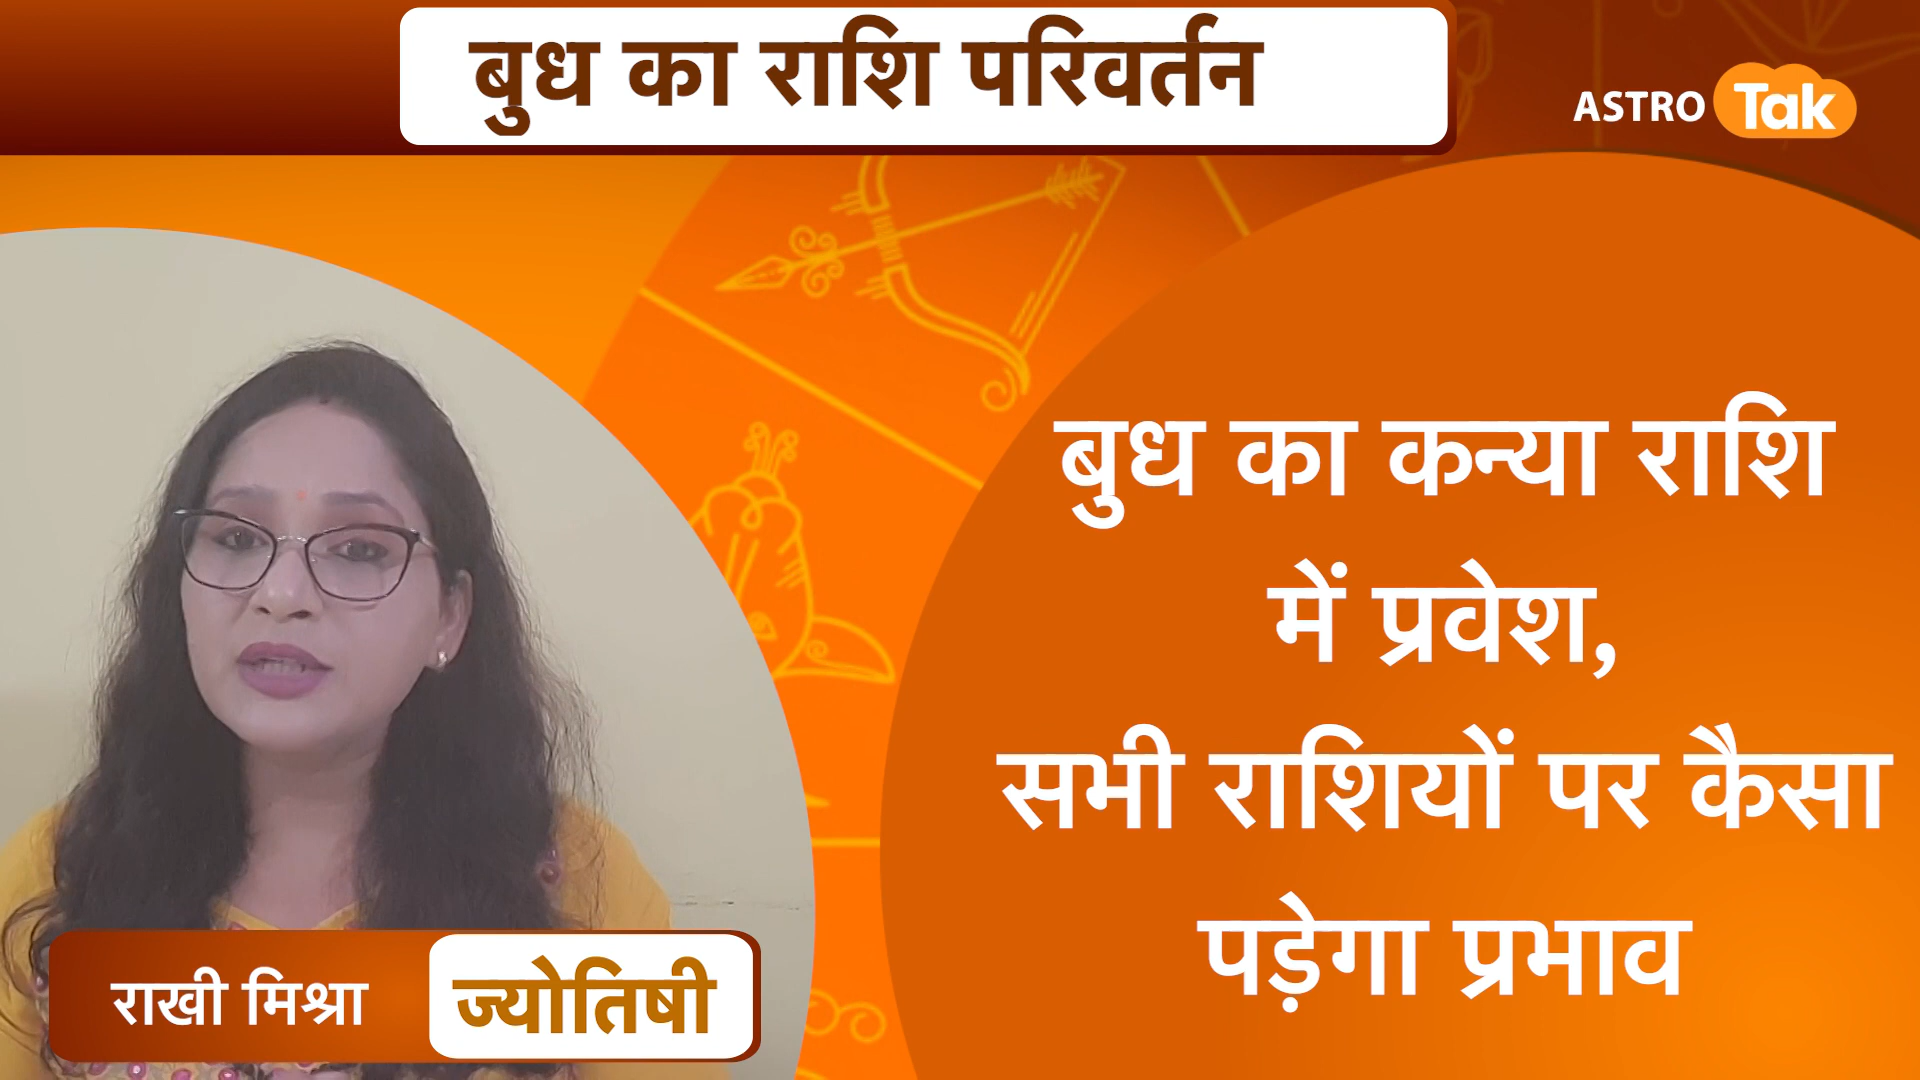 बुध का राशि परिवर्तन
ASTRO Tak
बुध का कन्या राशि
में प्रवेश,
सभी राशियों पर कैसा
पड़ेगा प्रभाव
राखी मिश्रा
ज्योतिषी